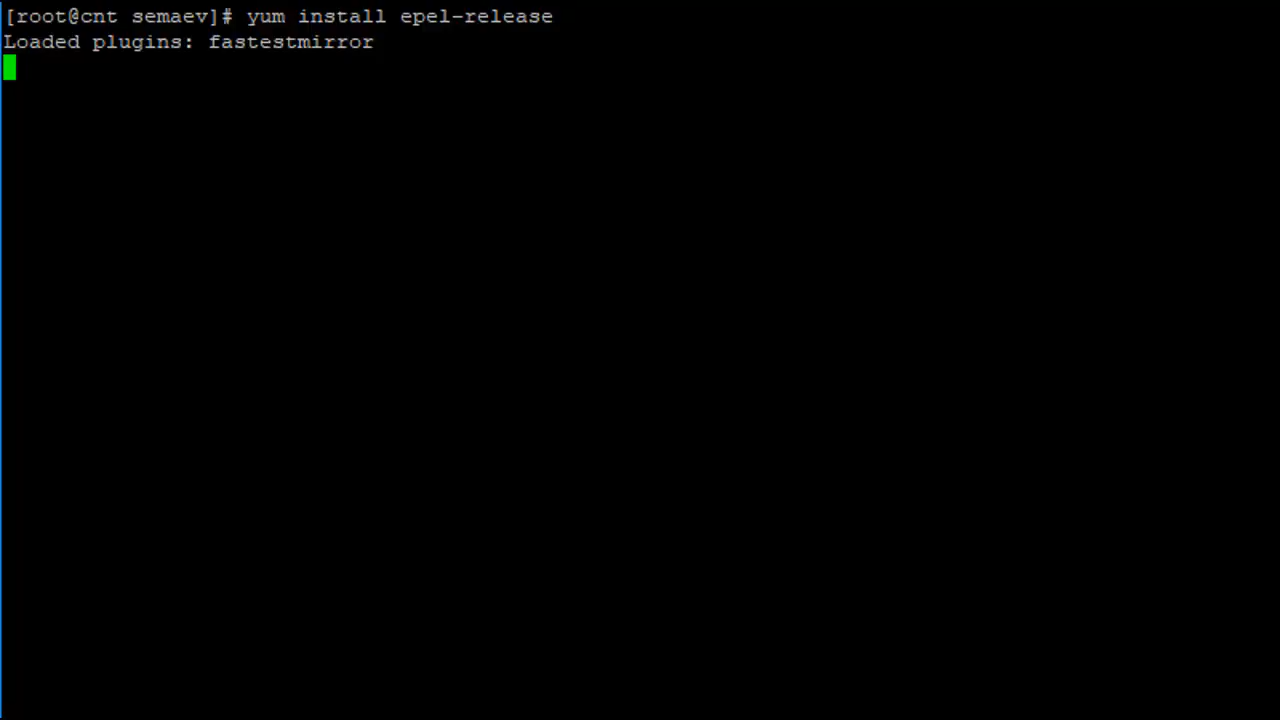 [root@cnt semaev]# yum install epel-release
Loaded plugins: fastestmirror